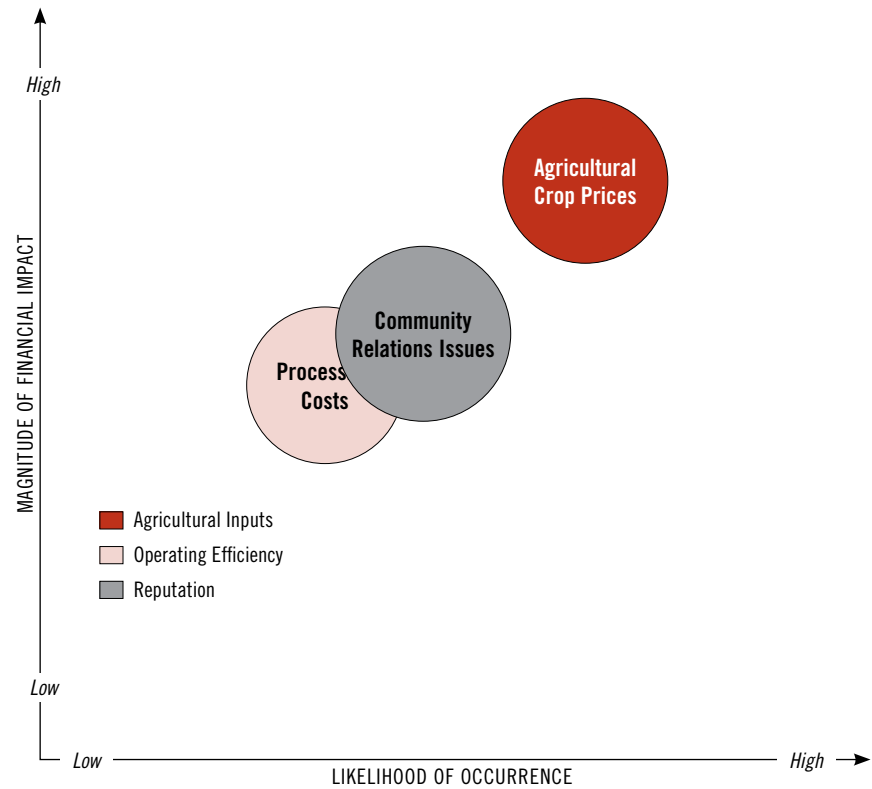 High
Agricultural
Crop Prices
MAGNITUDE OF FINANCIAL IMPACT
Community
Relations Issues
Process
Costs
Agricultural Inputs
Operating Efficiency
Reputation
Low
Low
High
LIKELIHOOD OF OCCURRENCE